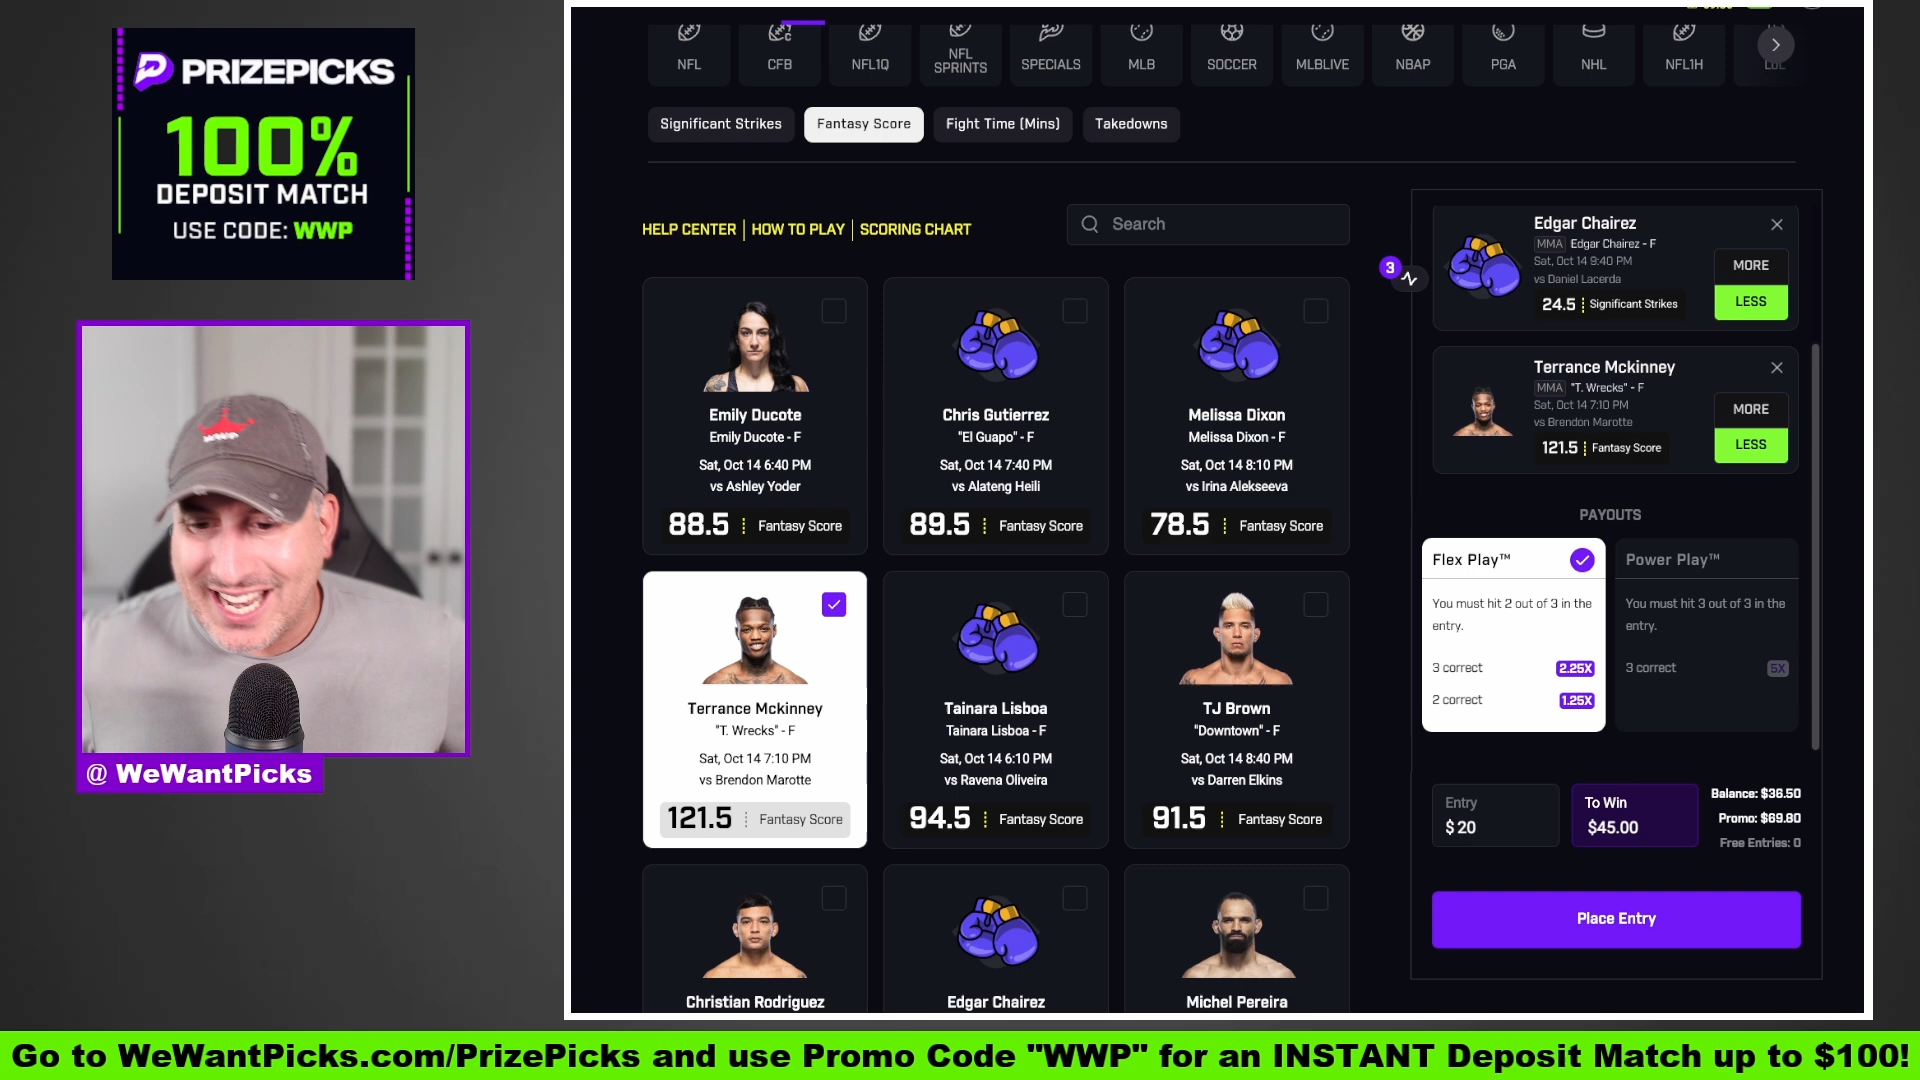 PRIZEPICKS
100%
DEPOSIT MATCH
USE CODE: WWP
@ WeWantPicks
NFL
CFB
NFL1Q
NFL
SPRINTS
SPECIALS
MLB
SOCCER
MLBLIVE
NBAP
PGA
NHL
NFL1H
Significant Strikes
Fantasy Score
Fight Time (Mins)
Takedowns
HELP CENTER
HOW TO PLAY
SCORING CHART
Search
Emily Ducote
Emily Ducote - F
Sat, Oct 14 6:40 PM
vs Ashley Yoder
88.5 Fantasy Score
Chris Gutierrez
"El Guapo" - F
Sat, Oct 14 7:40 PM
vs Alateng Heili
89.5 Fantasy Score
Melissa Dixon
Melissa Dixon - F
Sat, Oct 14 8:10 PM
vs Irina Alekseeva
78.5 Fantasy Score
Terrance Mckinney
"T. Wrecks" - F
Sat, Oct 14 7:10 PM
vs Brendon Marotte
121.5 Fantasy Score
Tainara Lisboa
Tainara Lisboa - F
Sat, Oct 14 6:10 PM
vs Ravena Oliveira
94.5 Fantasy Score
TJ Brown
"Downtown" - F
Sat, Oct 14 8:40 PM
vs Darren Elkins
91.5 Fantasy Score
Christian Rodriguez
Edgar Chairez
Michel Pereira
3
Edgar Chairez
MMA Edgar Chairez - F
Sat, Oct 14 9:40 PM
vs Daniel Lacerda
24.5 Significant Strikes
MORE
LESS
Terrance Mckinney
MMA "T. Wrecks" - F
Sat, Oct 14 7:10 PM
vs Brendon Marotte
121.5 Fantasy Score
MORE
LESS
PAYOUTS
Flex Play™
You must hit 2 out of 3 in the
entry.
3 correct 2.25X
2 correct 1.25X
Power Play™
You must hit 3 out of 3 in the
entry.
3 correct 5X
Entry
$ 20
To Win
$45.00
Balance: $36.50
Promo: $69.80
Free Entries: 0
Place Entry
Go to WeWantPicks.com/PrizePicks and use Promo Code "WWP" for an INSTANT Deposit Match up to $100!